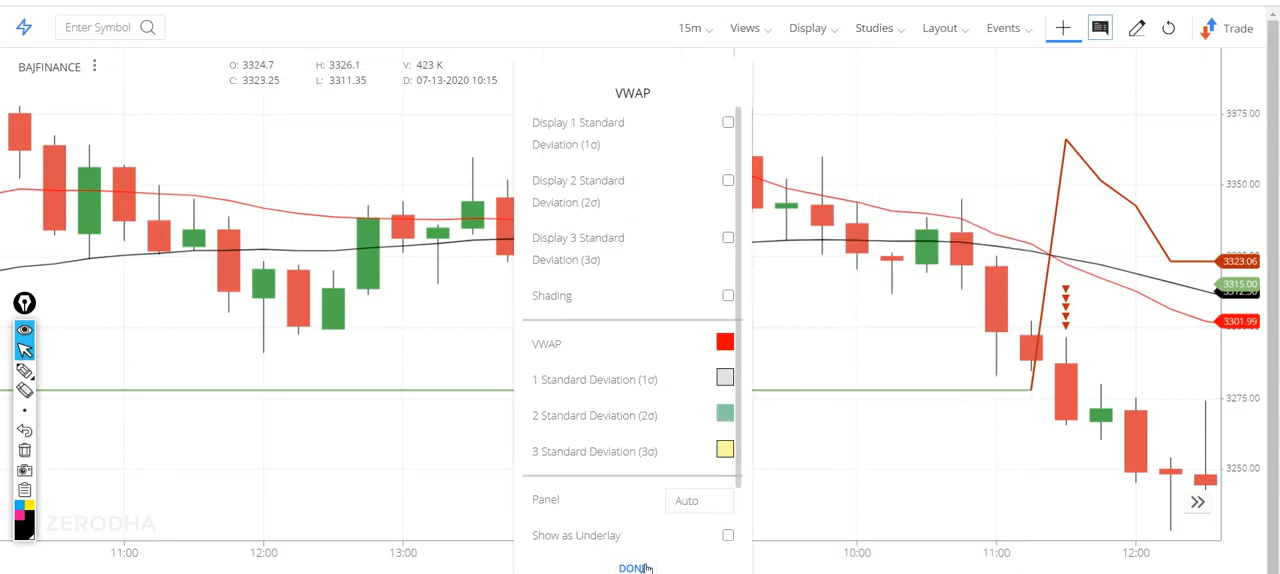 Enter Symbol
15m Views Display Studies Layout Events Trade
BAJFINANCE
O: 3324.7 H: 3326.1 V: 423 K
C: 3323.25 L: 3311.35 D: 07-13-2020 10:15
VWAP
Display 1 Standard
Deviation (1σ)
Display 2 Standard
Deviation (2σ)
Display 3 Standard
Deviation (3σ)
Shading
VWAP
1 Standard Deviation (1σ)
2 Standard Deviation (2σ)
3 Standard Deviation (3σ)
Panel Auto
Show as Underlay
DONE
3375.00
3350.00
3323.06
3315.00
3301.99
3275.00
3250.00
ZERODHA
11:00 12:00 13:00 10:00 11:00 12:00